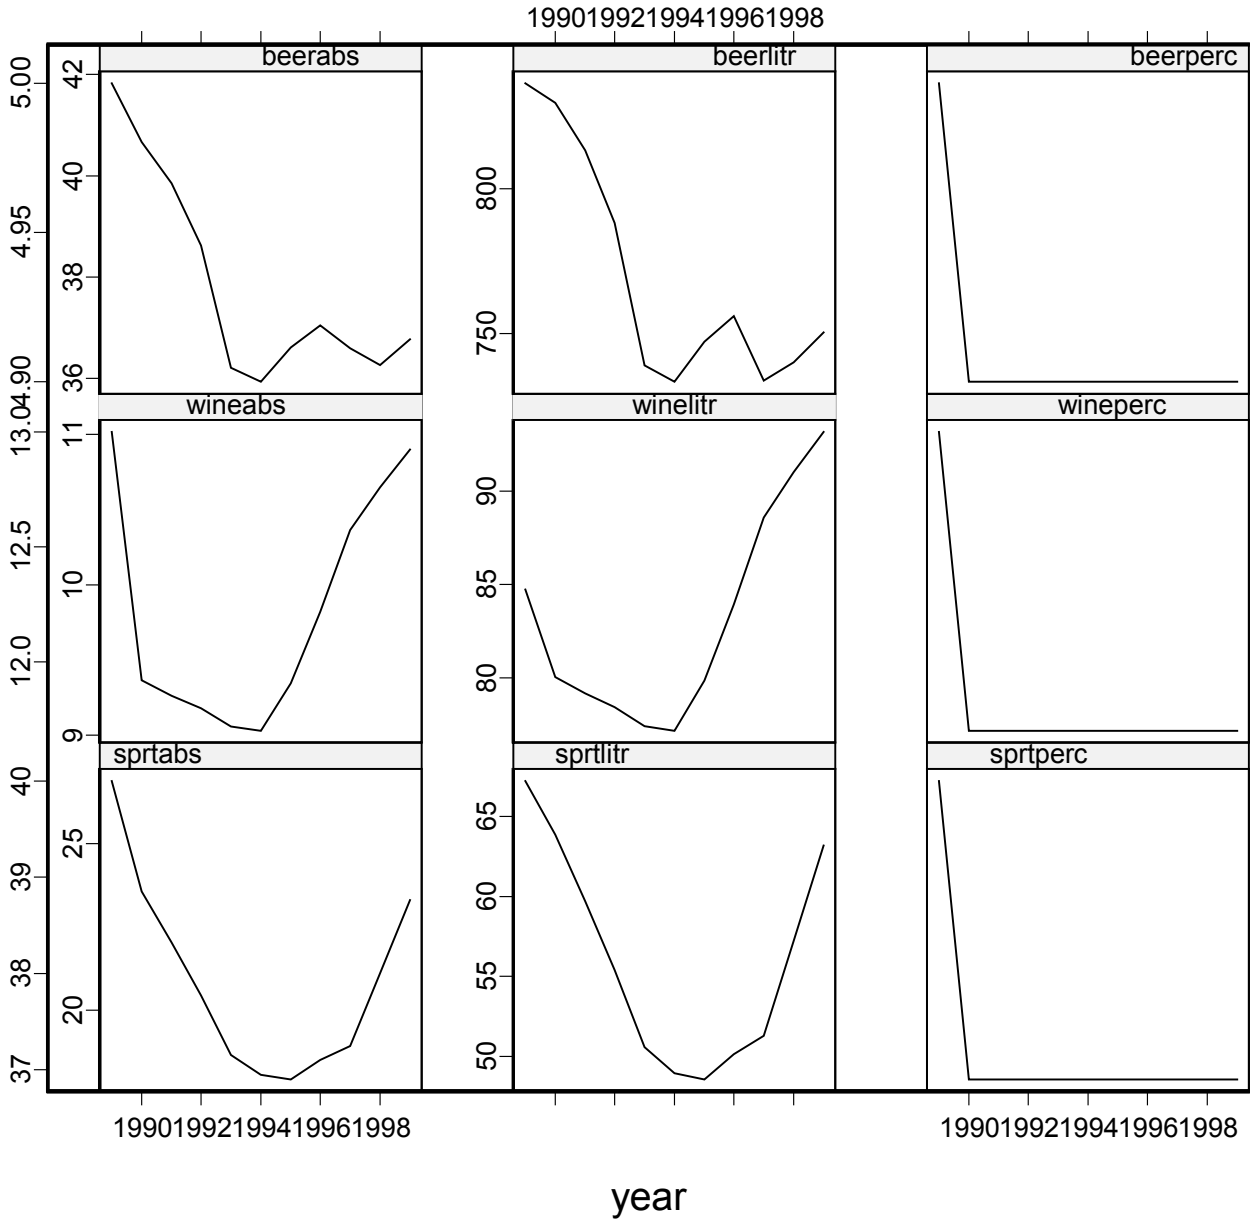 19901992199419961998
beerabs beerlitr beerperc
5.00 4.95 4.90
42 40 38 36
800 750
wineabs winelitr wineperc
13.0 12.5 12.0
11 10 9
90 85 80
sprtabs sprtlitr sprtperc
40 39 38 37
25 20
65 60 55 50
19901992199419961998 19901992199419961998
year